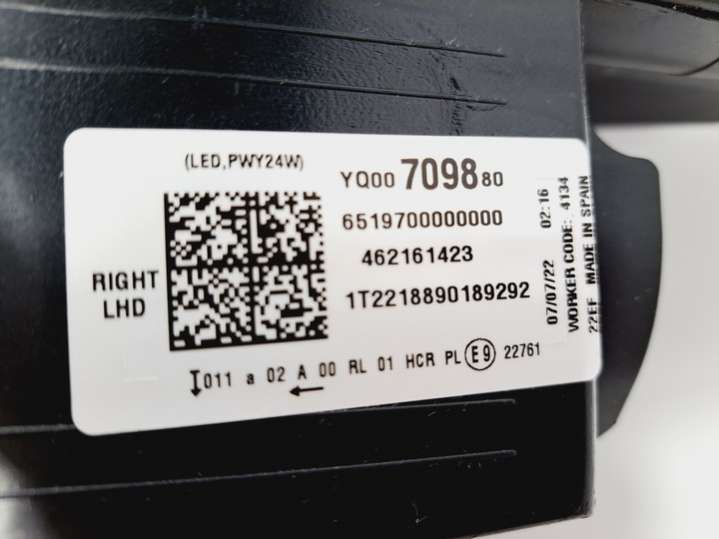 (LED,PWY24W)
YQ00 7098 80
6519700000000
462161423
1T2218890189292
RIGHT
LHD
I011 a 02 A 00 RL 01 HCR PL E9 22761
←
07/07/22 02:16
WORKER CODE: 4134
22EF MADE IN SPAIN